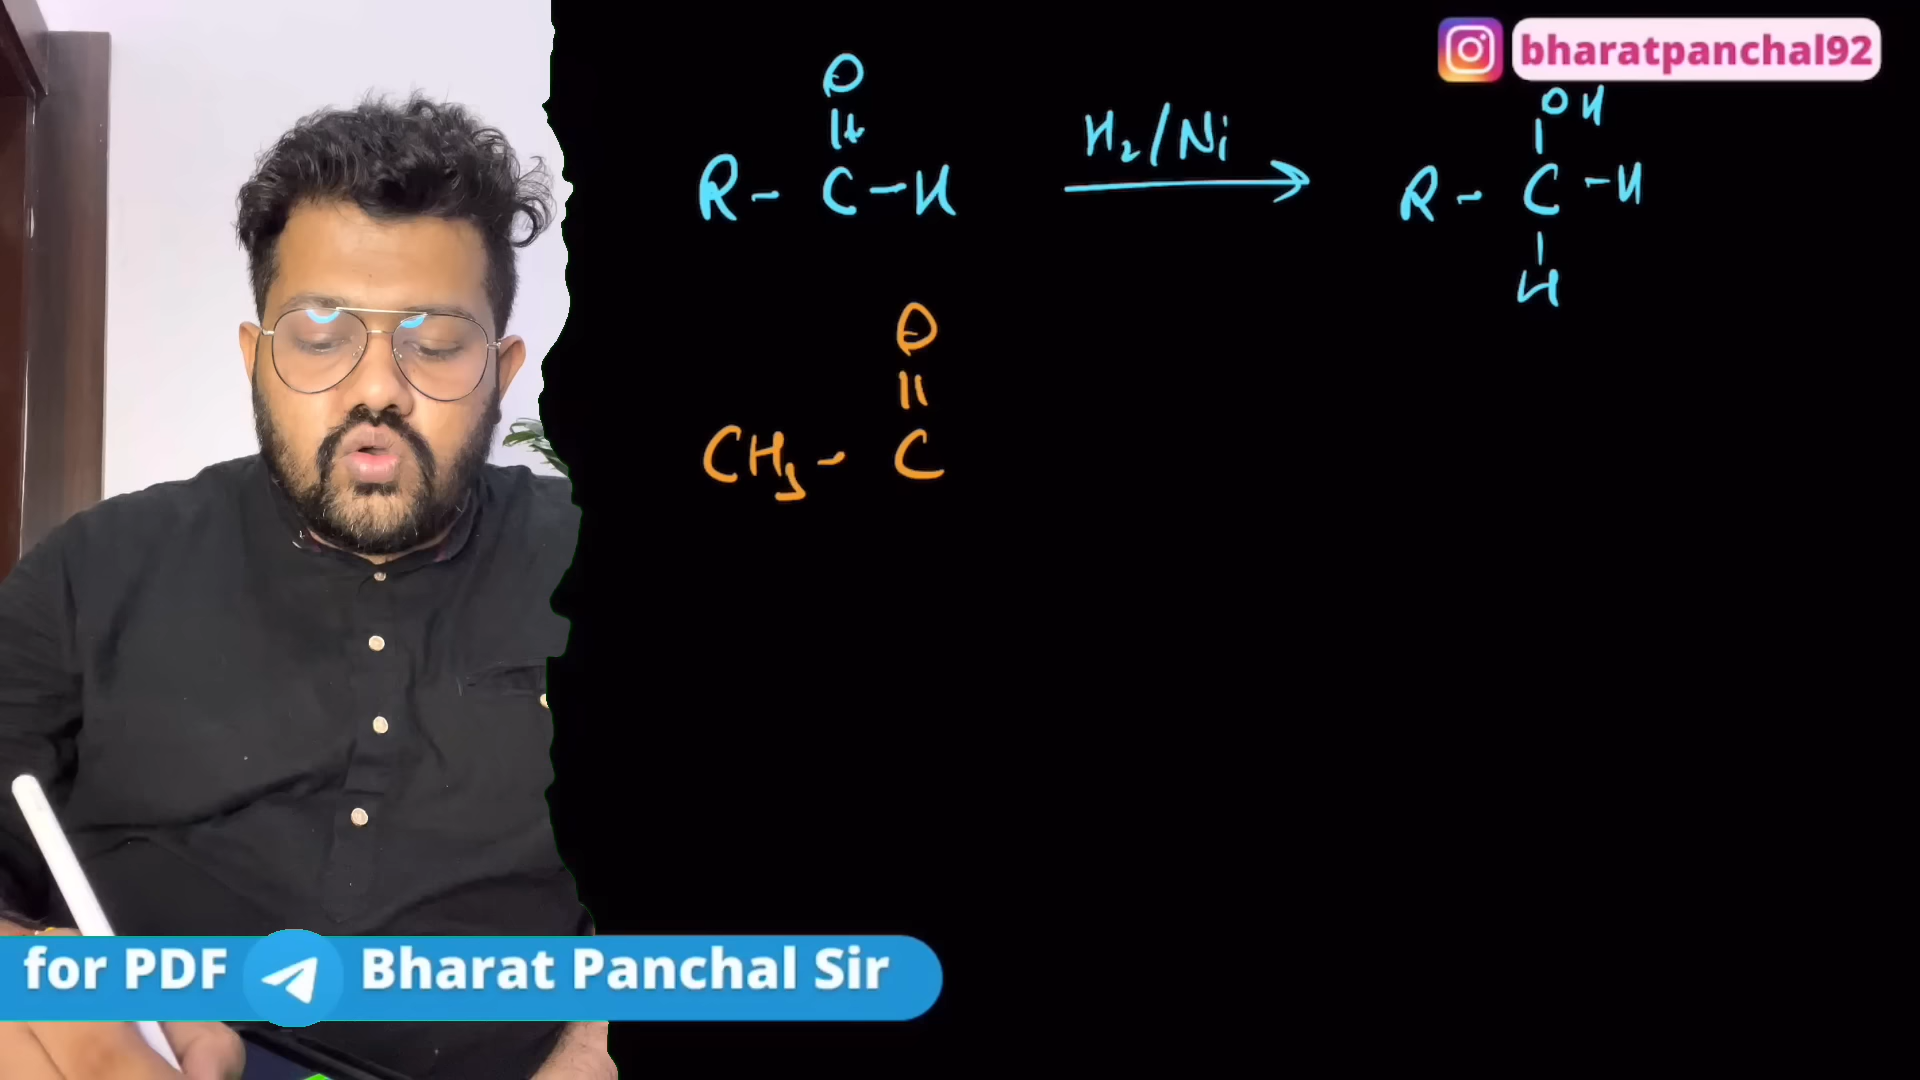 bharatpanchal92
O
||
R - C - H
H₂/Ni
OH
|
R - C - H
|
H
O
||
CH₃ - C
for PDF Bharat Panchal Sir